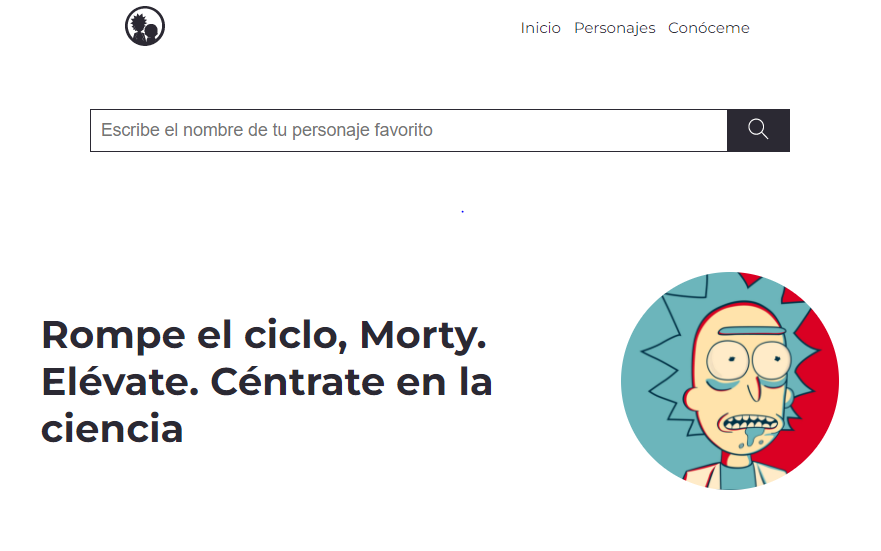 Inicio Personajes Conóceme
Escribe el nombre de tu personaje favorito
Rompe el ciclo, Morty.
Elévate. Céntrate en la
ciencia